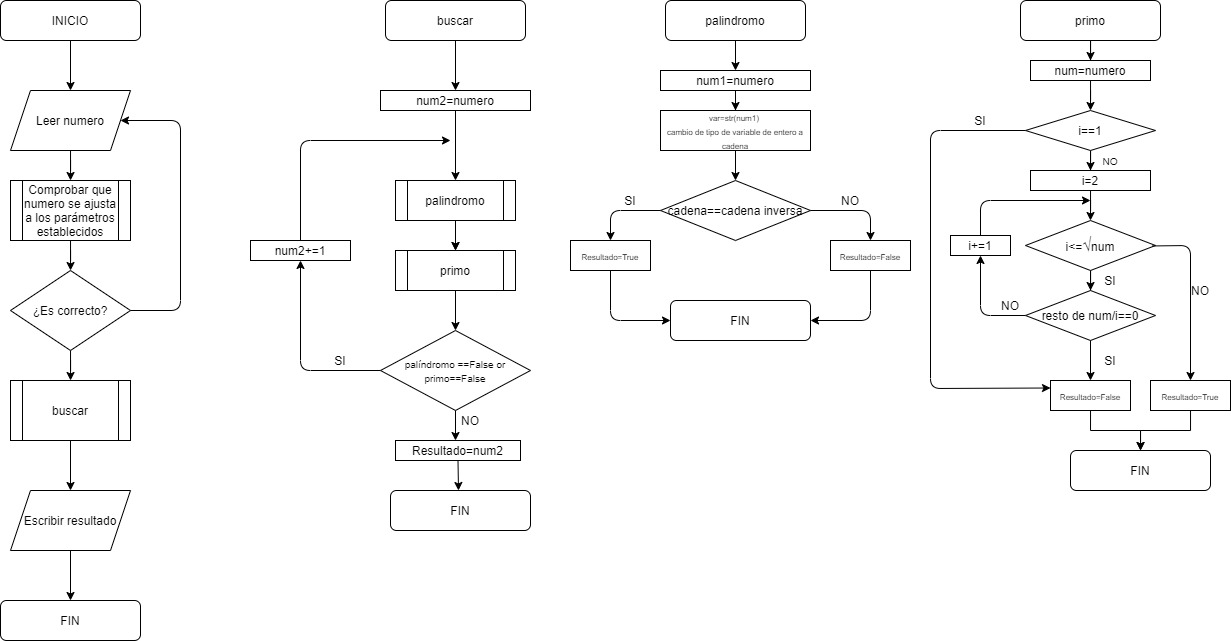 INICIO
Leer numero
Comprobar que
numero se ajusta
a los parámetros
establecidos
¿Es correcto?
buscar
Escribir resultado
FIN
buscar
num2=numero
palindromo
num2+=1
primo
SI
palíndromo ==False or
primo==False
NO
Resultado=num2
FIN
palindromo
num1=numero
var=str(num1)
cambio de tipo de variable de entero a
cadena
SI
cadena==cadena inversa
NO
Resultado=True
Resultado=False
FIN
primo
num=numero
SI
i==1
NO
i=2
i+=1
i<=√num
SI
NO
NO
resto de num/i==0
SI
Resultado=False
Resultado=True
FIN